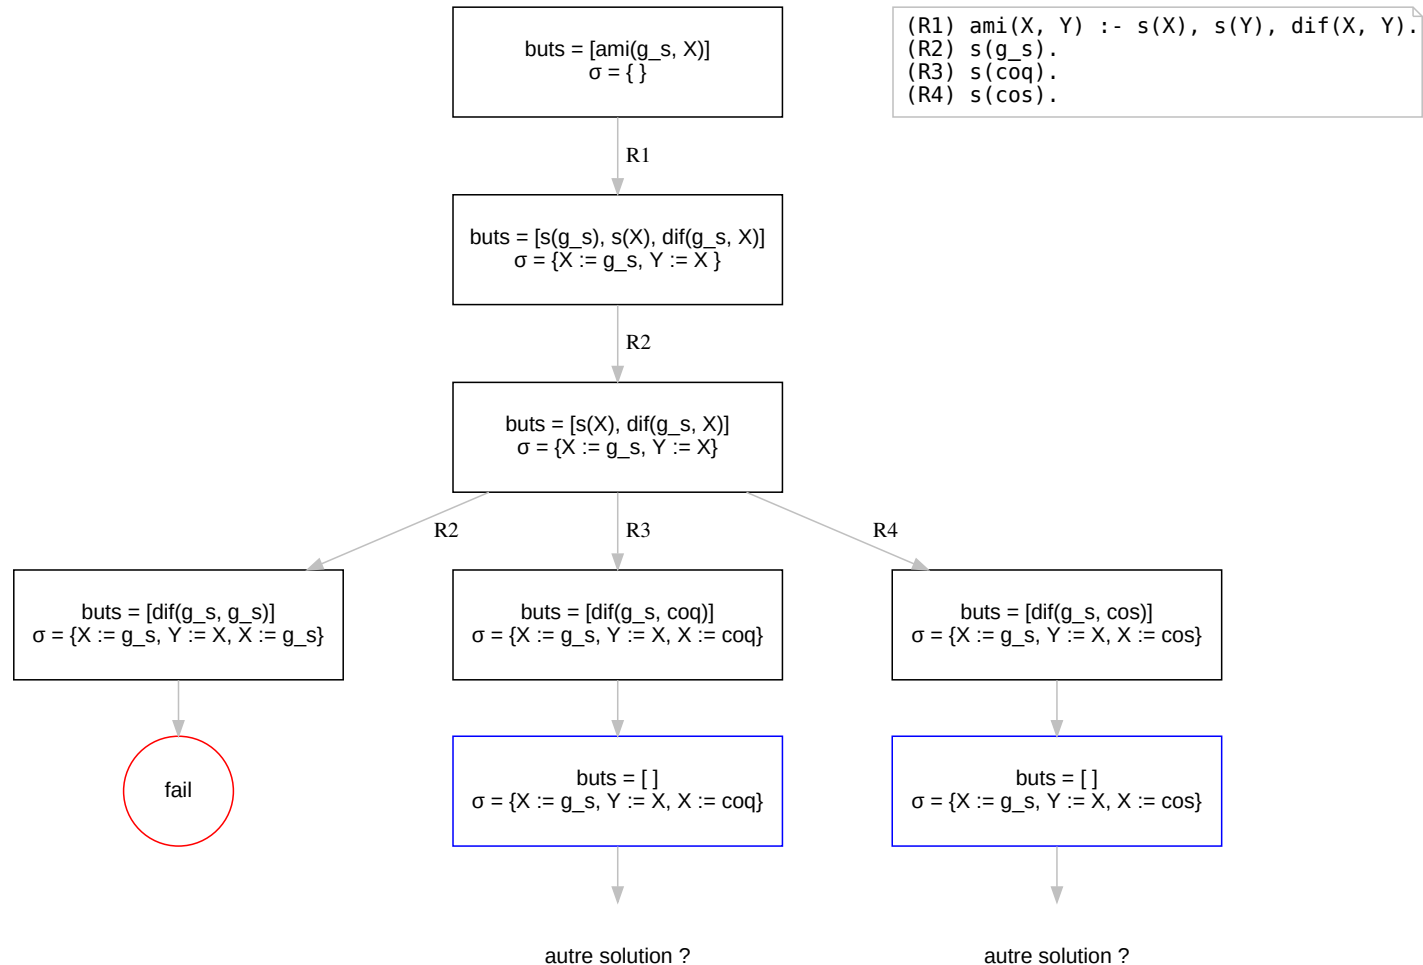 buts = [ami(g_s, X)]
σ = { }
(R1) ami(X, Y) :- s(X), s(Y), dif(X, Y).
(R2) s(g_s).
(R3) s(coq).
(R4) s(cos).
R1
buts = [s(g_s), s(X), dif(g_s, X)]
σ = {X := g_s, Y := X }
R2
buts = [s(X), dif(g_s, X)]
σ = {X := g_s, Y := X}
R2
R3
R4
buts = [dif(g_s, g_s)]
σ = {X := g_s, Y := X, X := g_s}
buts = [dif(g_s, coq)]
σ = {X := g_s, Y := X, X := coq}
buts = [dif(g_s, cos)]
σ = {X := g_s, Y := X, X := cos}
fail
buts = [ ]
σ = {X := g_s, Y := X, X := coq}
buts = [ ]
σ = {X := g_s, Y := X, X := cos}
autre solution ?
autre solution ?